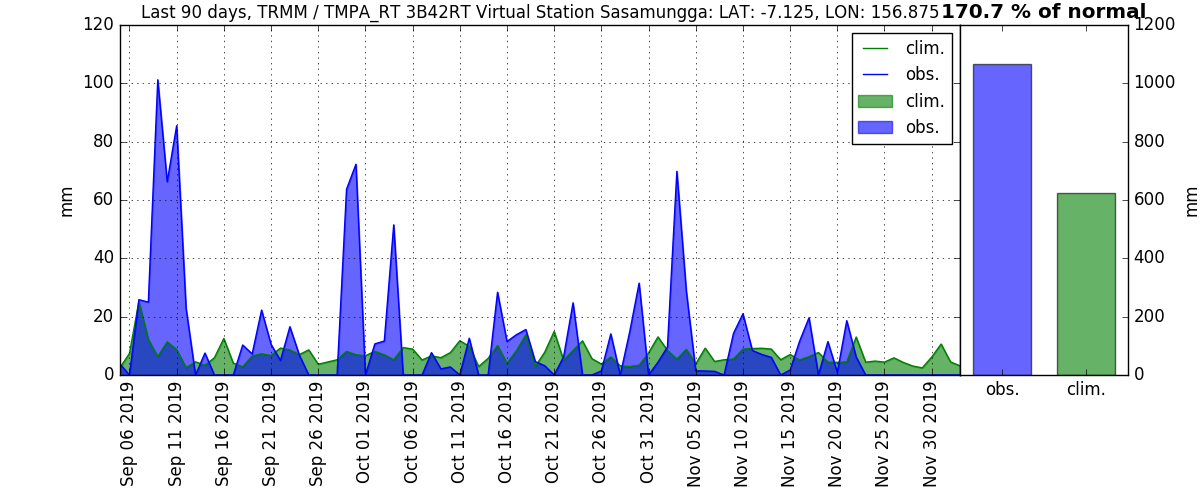 Last 90 days, TRMM / TMPA_RT 3B42RT Virtual Station Sasamungga: LAT: -7.125, LON: 156.875 170.7 % of normal
120
100
80
60
40
20
0
mm
clim.
obs.
clim.
obs.
Sep 06 2019
Sep 11 2019
Sep 16 2019
Sep 21 2019
Sep 26 2019
Oct 01 2019
Oct 06 2019
Oct 11 2019
Oct 16 2019
Oct 21 2019
Oct 26 2019
Oct 31 2019
Nov 05 2019
Nov 10 2019
Nov 15 2019
Nov 20 2019
Nov 25 2019
Nov 30 2019
1200
1000
800
600
400
200
0
mm
obs.
clim.